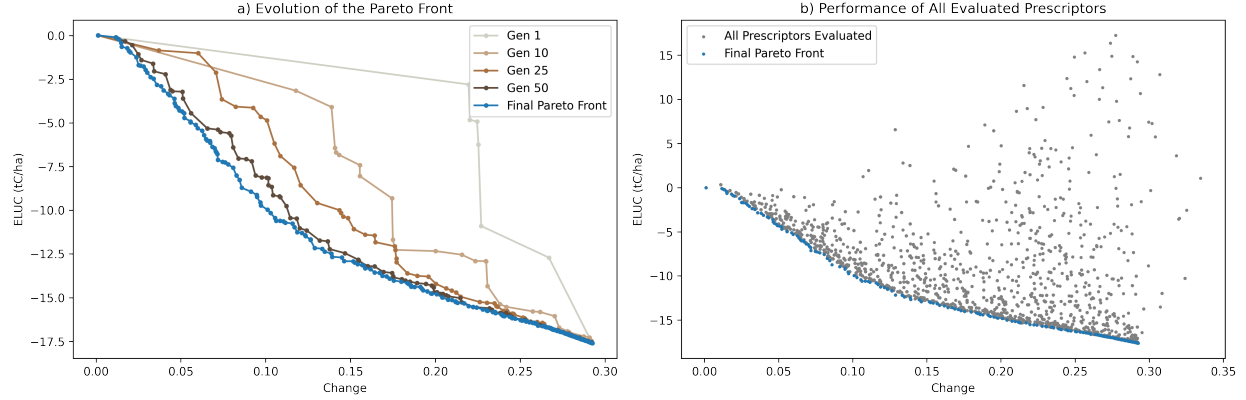 a) Evolution of the Pareto Front
0.0
−2.5
−5.0
−7.5
−10.0
−12.5
−15.0
−17.5
ELUC (tC/ha)
Gen 1
Gen 10
Gen 25
Gen 50
Final Pareto Front
0.00
0.05
0.10
0.15
0.20
0.25
0.30
Change
b) Performance of All Evaluated Prescriptors
15
10
5
0
−5
−10
−15
ELUC (tC/ha)
All Prescriptors Evaluated
Final Pareto Front
0.00
0.05
0.10
0.15
0.20
0.25
0.30
0.35
Change